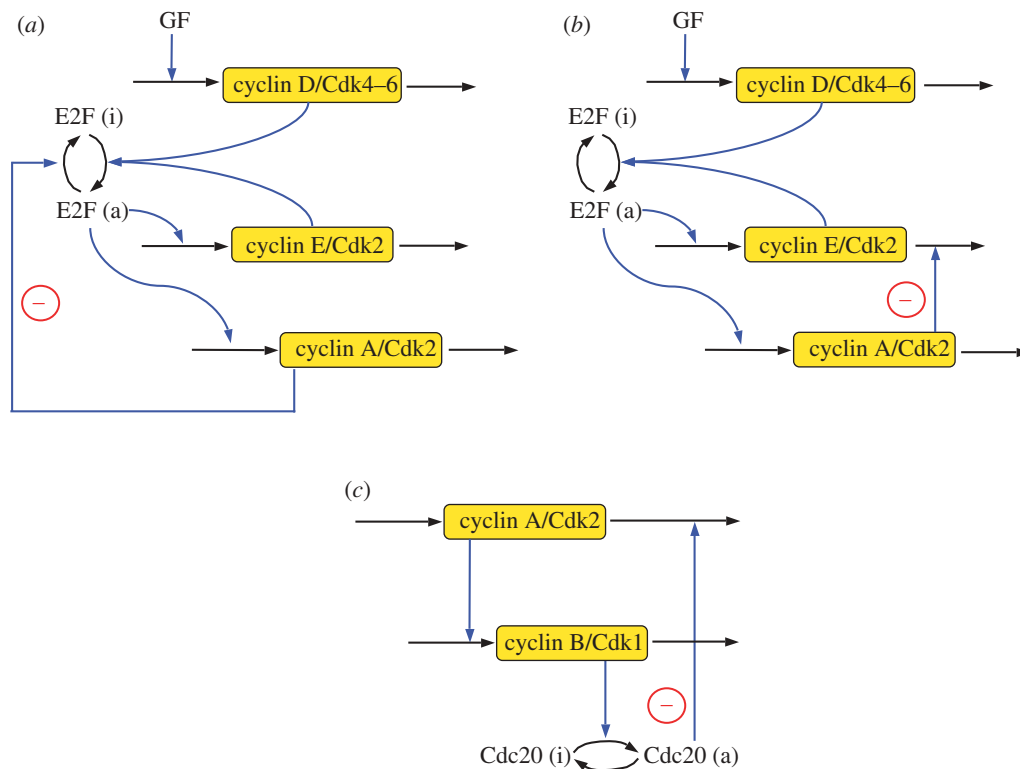 (a)
GF
cyclin D/Cdk4–6
E2F (i)
E2F (a)
cyclin E/Cdk2
–
cyclin A/Cdk2
(b)
GF
cyclin D/Cdk4–6
E2F (i)
E2F (a)
cyclin E/Cdk2
–
cyclin A/Cdk2
(c)
cyclin A/Cdk2
cyclin B/Cdk1
–
Cdc20 (i)
Cdc20 (a)